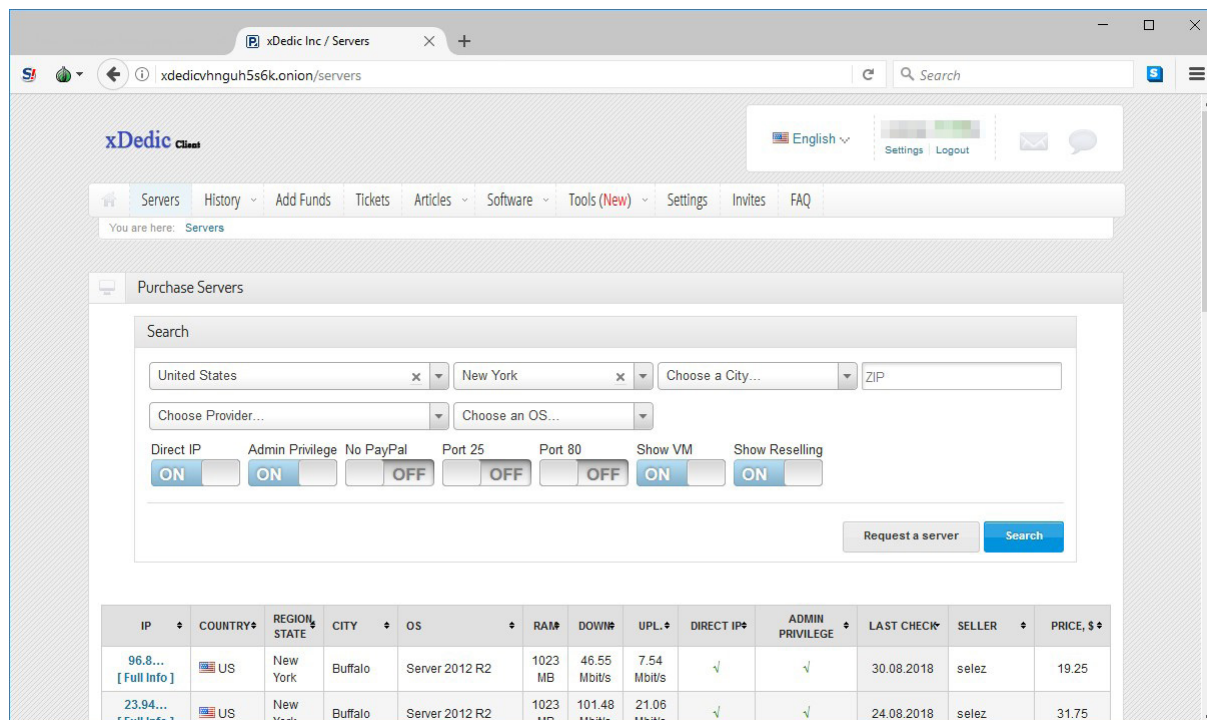 xDedic Inc / Servers
xdedicvhnguh5s6k.onion/servers
Search
xDedic Client
English
Settings Logout
Servers History Add Funds Tickets Articles Software Tools (New) Settings Invites FAQ
You are here: Servers
Purchase Servers
Search
United States New York Choose a City... ZIP
Choose Provider... Choose an OS...
Direct IP Admin Privilege No PayPal Port 25 Port 80 Show VM Show Reselling
ON ON OFF OFF OFF ON ON
Request a server Search
IP COUNTRY REGION, STATE CITY OS RAM DOWN UPL. DIRECT IP ADMIN PRIVILEGE LAST CHECK SELLER PRICE, $
96.8... [ Full Info ] US New York Buffalo Server 2012 R2 1023 MB 46.55 Mbit/s 7.54 Mbit/s √ √ 30.08.2018 selez 19.25
23.94... [ Full Info ] US New York Buffalo Server 2012 R2 1023 MB 101.48 Mbit/s 21.06 Mbit/s √ √ 24.08.2018 selez 31.75